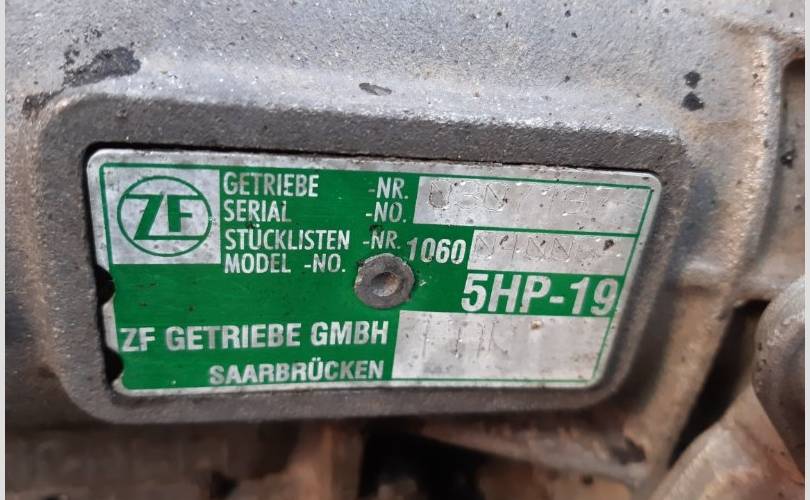 ZF
GETRIEBE -NR.
SERIAL -NO.
STÜCKLISTEN -NR. 1060
MODEL -NO.
5HP-19
ZF GETRIEBE GMBH
SAARBRÜCKEN